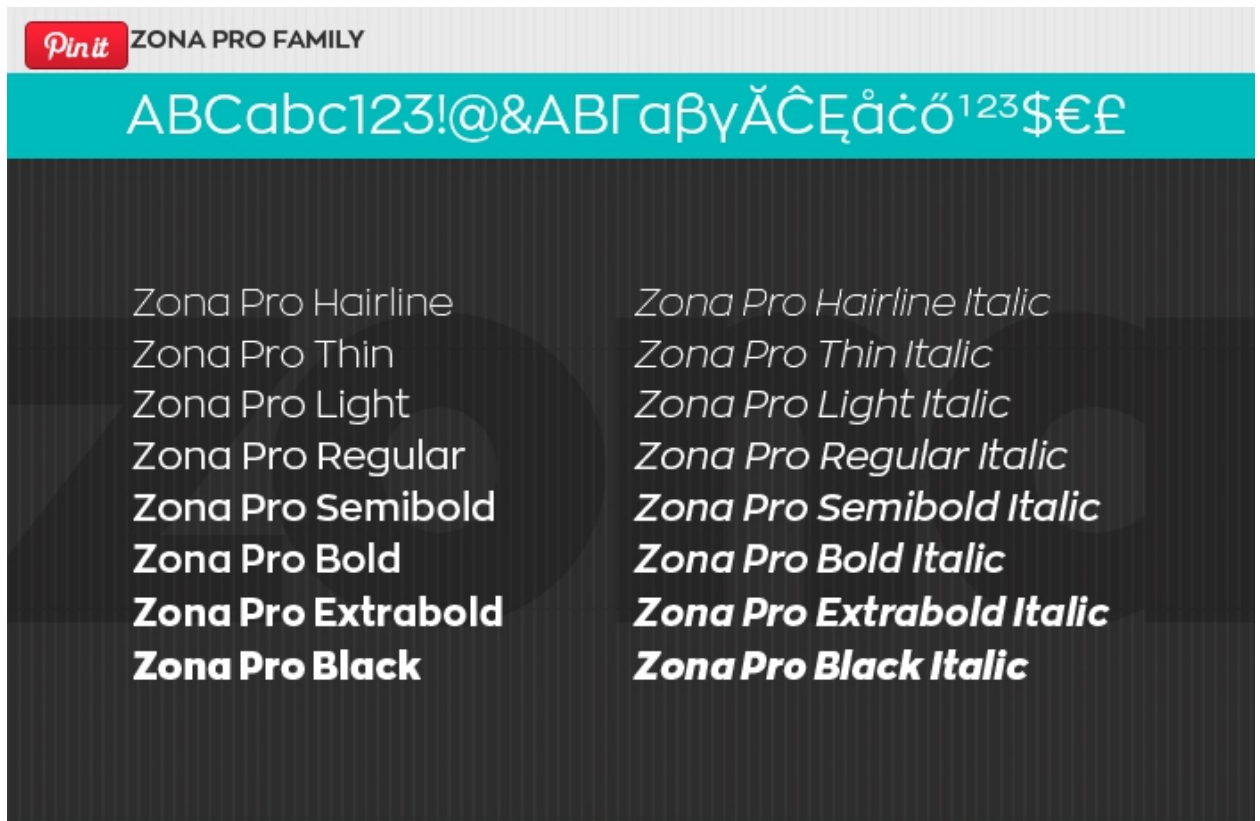 Pin it ZONA PRO FAMILY
ABCabc123!@&ΑΒΓαβγĂĈĘåċő¹²³$€£
Zona Pro Hairline
Zona Pro Thin
Zona Pro Light
Zona Pro Regular
Zona Pro Semibold
Zona Pro Bold
Zona Pro Extrabold
Zona Pro Black
Zona Pro Hairline Italic
Zona Pro Thin Italic
Zona Pro Light Italic
Zona Pro Regular Italic
Zona Pro Semibold Italic
Zona Pro Bold Italic
Zona Pro Extrabold Italic
Zona Pro Black Italic
zona